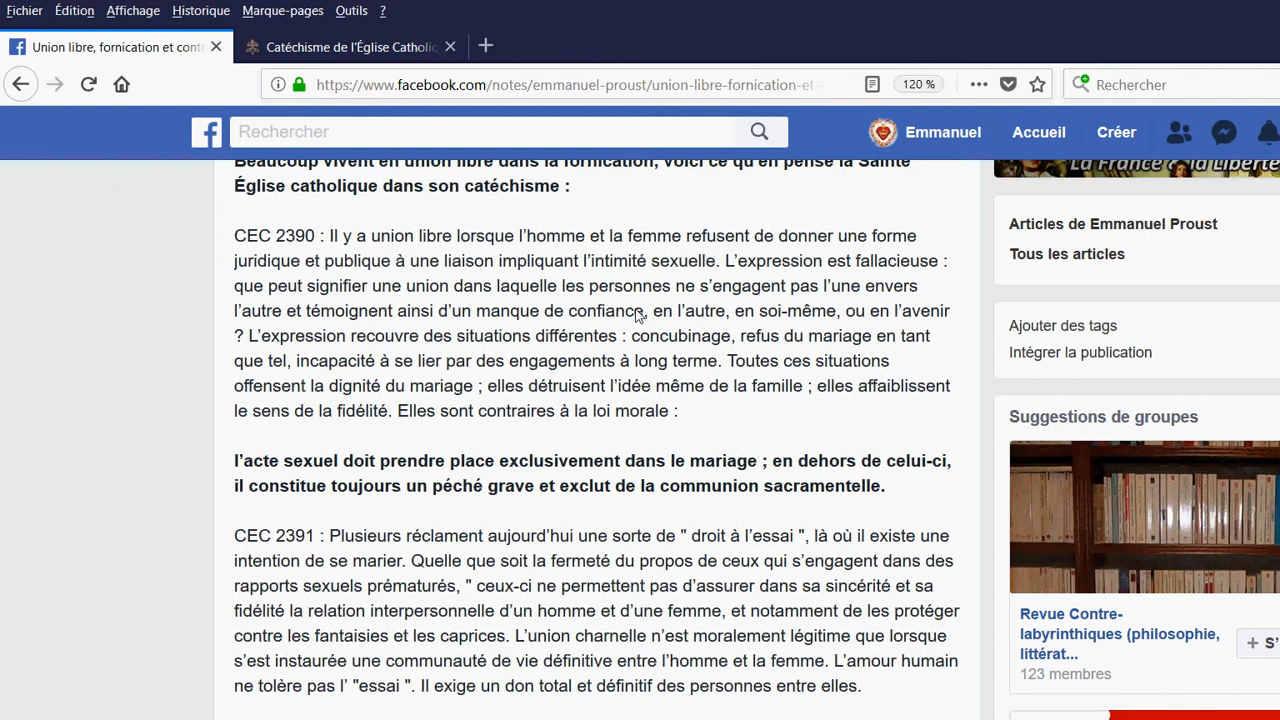 Fichier Édition Affichage Historique Marque-pages Outils ?
Union libre, fornication et cont
Catéchisme de l'Église Catholiq
https://www.facebook.com/notes/emmanuel-proust/union-libre-fornication-et-
120 %
Rechercher
Rechercher
Emmanuel
Accueil
Créer
Beaucoup vivent en union libre dans la fornication, voici ce qu'en pense la Sainte
Église catholique dans son catéchisme :
CEC 2390 : Il y a union libre lorsque l'homme et la femme refusent de donner une forme
juridique et publique à une liaison impliquant l'intimité sexuelle. L'expression est fallacieuse :
que peut signifier une union dans laquelle les personnes ne s'engagent pas l'une envers
l'autre et témoignent ainsi d'un manque de confiance, en l'autre, en soi-même, ou en l'avenir
? L'expression recouvre des situations différentes : concubinage, refus du mariage en tant
que tel, incapacité à se lier par des engagements à long terme. Toutes ces situations
offensent la dignité du mariage ; elles détruisent l'idée même de la famille ; elles affaiblissent
le sens de la fidélité. Elles sont contraires à la loi morale :
l'acte sexuel doit prendre place exclusivement dans le mariage ; en dehors de celui-ci,
il constitue toujours un péché grave et exclut de la communion sacramentelle.
CEC 2391 : Plusieurs réclament aujourd'hui une sorte de " droit à l'essai ", là où il existe une
intention de se marier. Quelle que soit la fermeté du propos de ceux qui s'engagent dans des
rapports sexuels prématurés, " ceux-ci ne permettent pas d'assurer dans sa sincérité et sa
fidélité la relation interpersonnelle d'un homme et d'une femme, et notamment de les protéger
contre les fantaisies et les caprices. L'union charnelle n'est moralement légitime que lorsque
s'est instaurée une communauté de vie définitive entre l'homme et la femme. L'amour humain
ne tolère pas l' "essai ". Il exige un don total et définitif des personnes entre elles.
La France & la Liberté
Articles de Emmanuel Proust
Tous les articles
Ajouter des tags
Intégrer la publication
Suggestions de groupes
Revue Contre-
labyrinthiques (philosophie,
littérat...
123 membres
+ S'